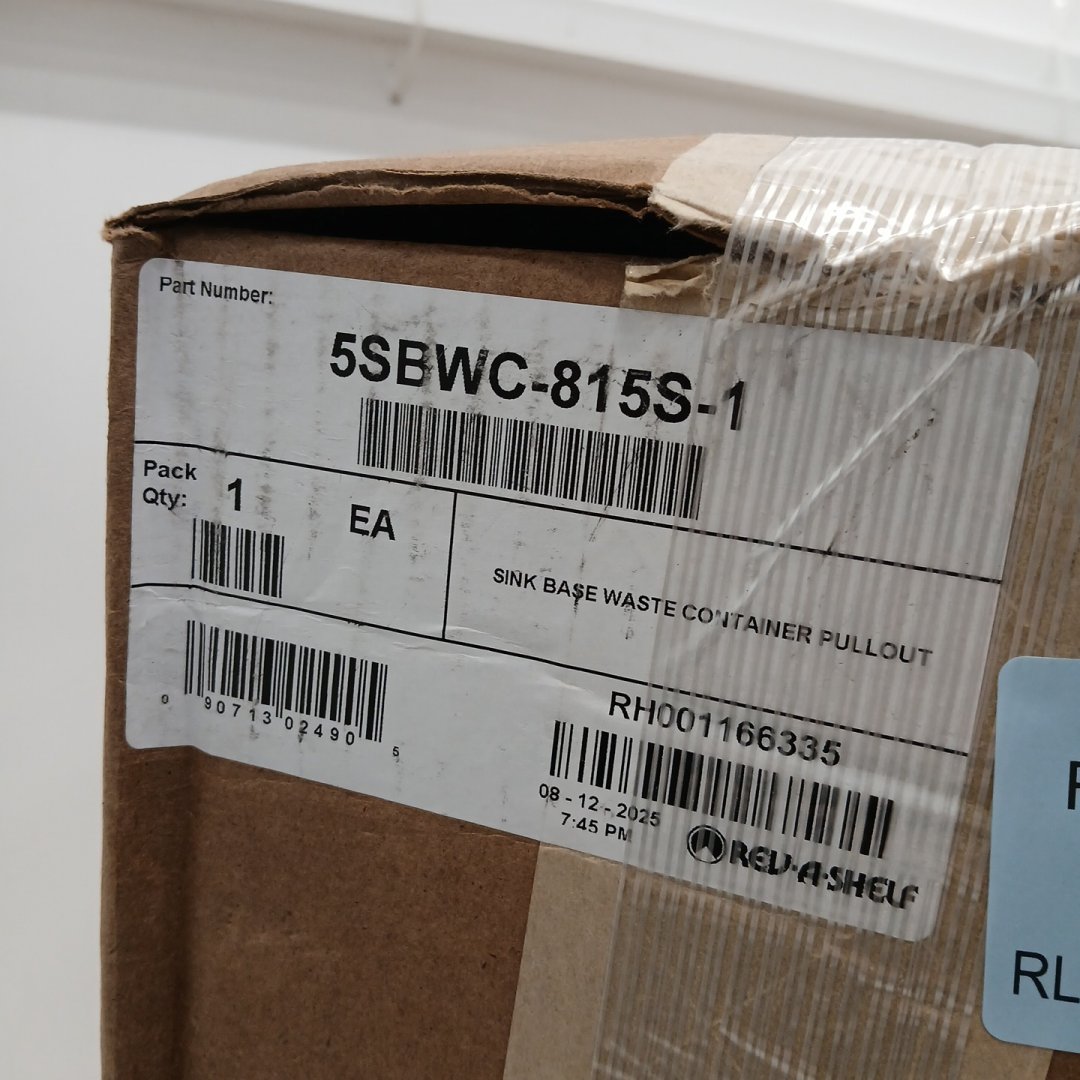 Part Number:
5SBWC-815S-1
Pack
Qty:
1
EA
SINK BASE WASTE CONTAINER PULLOUT
0 90713 02490 5
RH001166335
08 - 12 - 2025
7:45 PM
REV-A-SHELF
RL